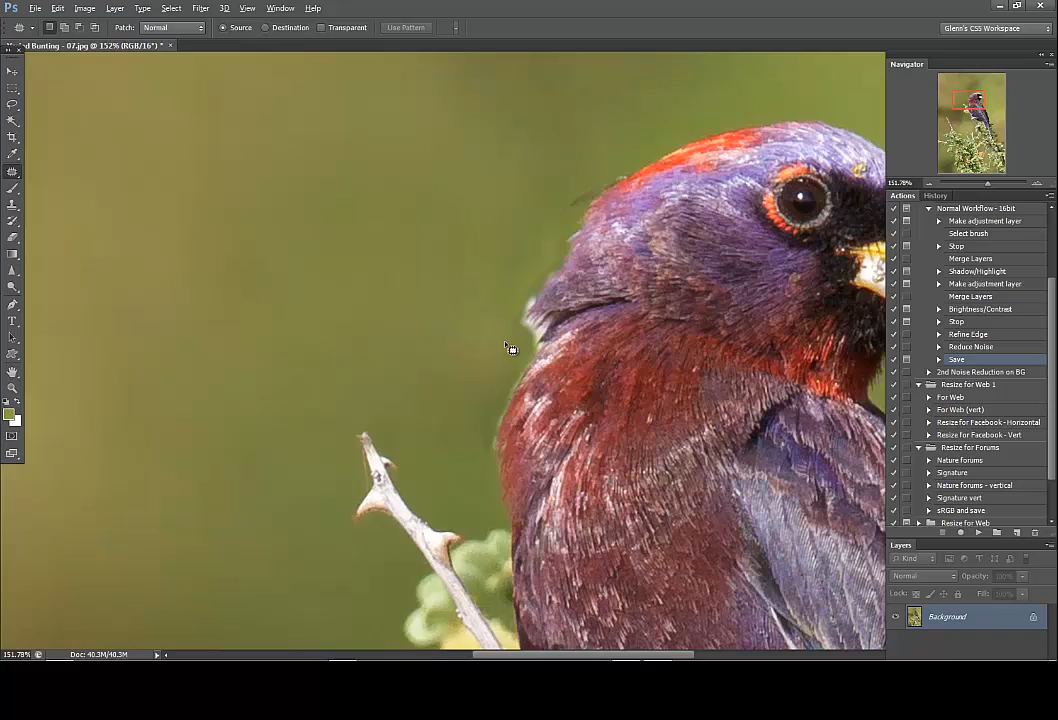 Ps File Edit Image Layer Type Select Filter 3D View Window Help
Patch: Normal Source Destination Transparent Use Pattern Glenn's CS5 Workspace
Bunting - 07.jpg @ 152% (RGB/16*) *
Navigator
151.78%
Actions History
Normal Workflow - 16bit
Make adjustment layer
Select brush
Stop
Merge Layers
Shadow/Highlight
Make adjustment layer
Merge Layers
Brightness/Contrast
Stop
Refine Edge
Reduce Noise
Save
2nd Noise Reduction on BG
Resize for Web 1
For Web
For Web (vert)
Resize for Facebook - Horizontal
Resize for Facebook - Vert
Resize for Forums
Nature forums
Signature
Nature forums - vertical
Signature vert
sRGB and save
Resize for Web
Layers
Kind
Normal Opacity: 100%
Lock: Fill: 100%
Background
151.78% Doc: 40.3M/40.3M